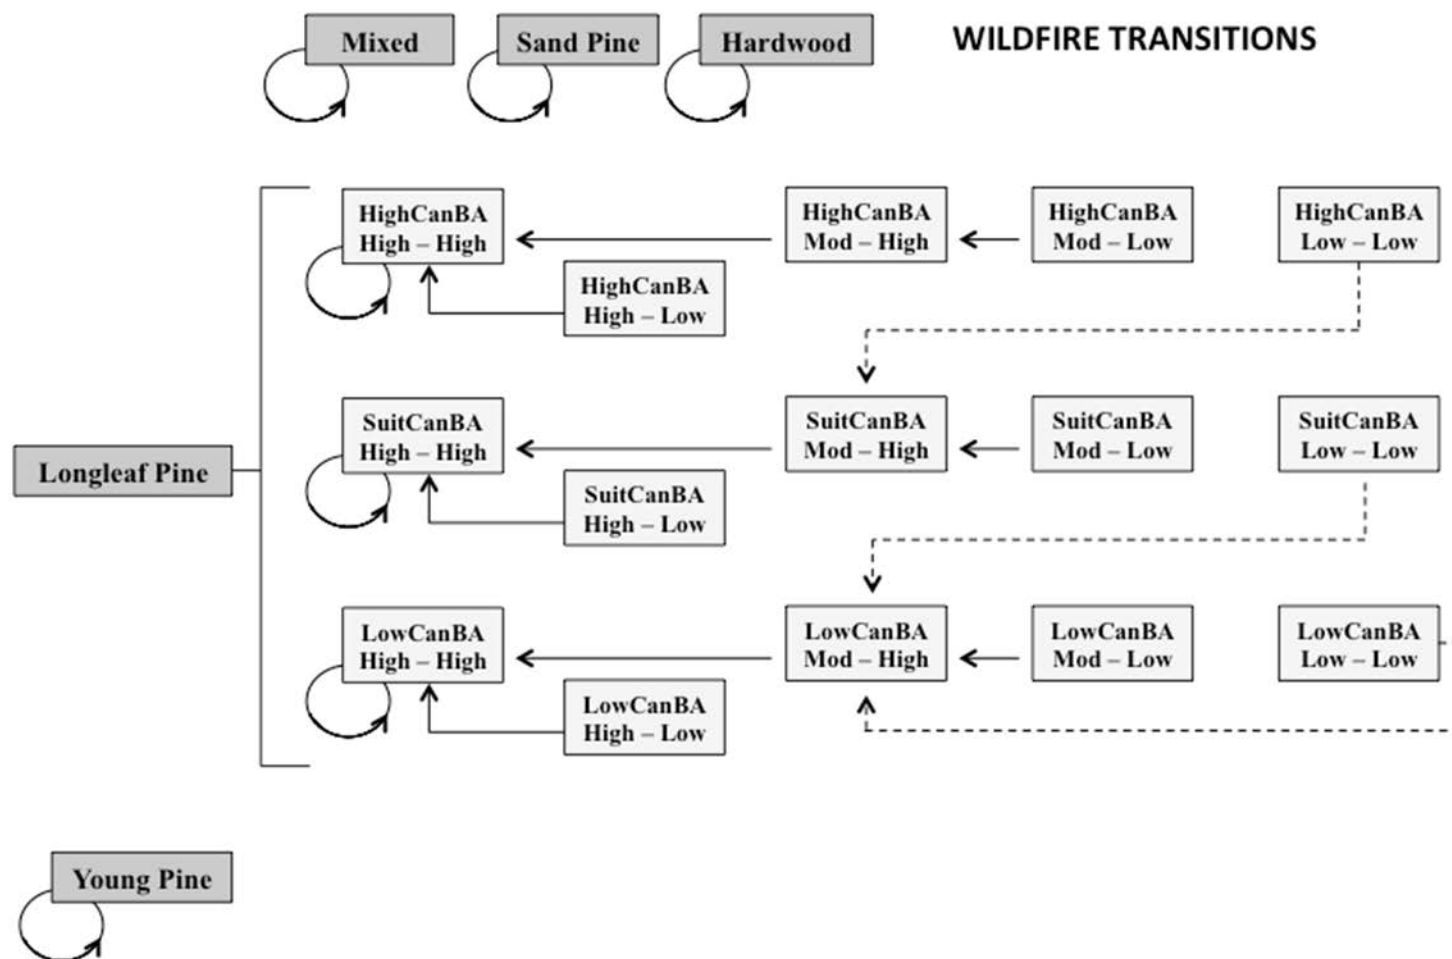 Mixed
Sand Pine
Hardwood
WILDFIRE TRANSITIONS
HighCanBA
High – High
HighCanBA
Mod – High
HighCanBA
Mod – Low
HighCanBA
Low – Low
HighCanBA
High – Low
SuitCanBA
High – High
SuitCanBA
Mod – High
SuitCanBA
Mod – Low
SuitCanBA
Low – Low
Longleaf Pine
SuitCanBA
High – Low
LowCanBA
High – High
LowCanBA
Mod – High
LowCanBA
Mod – Low
LowCanBA
Low – Low
LowCanBA
High – Low
Young Pine